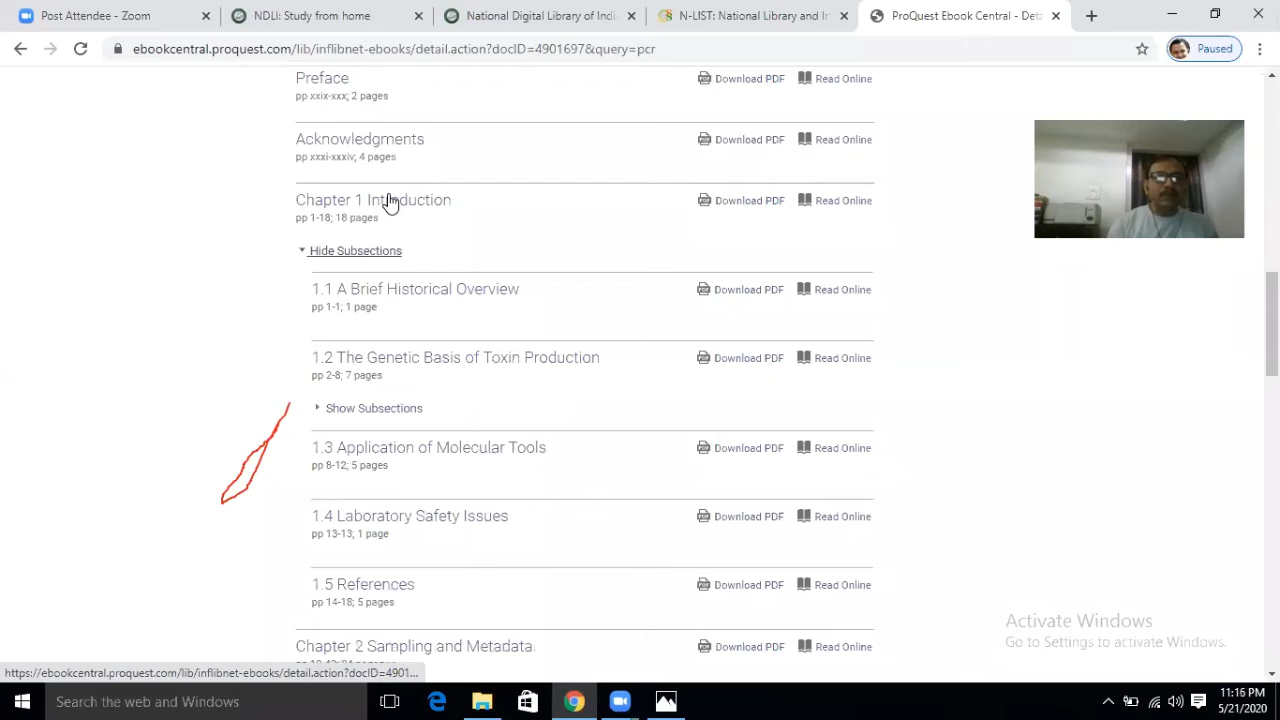 Post Attendee - Zoom
NDLI: Study from home
National Digital Library of Indi
N-LIST: National Library and In
ProQuest Ebook Central - Det
ebookcentral.proquest.com/lib/inflibnet-ebooks/detail.action?docID=4901697&query=pcr
Paused
Preface
Download PDF Read Online
pp xxix-xxx; 2 pages
Acknowledgments
Download PDF Read Online
pp xxxi-xxxiv; 4 pages
Chapter 1 Introduction
Download PDF Read Online
pp 1-18; 18 pages
Hide Subsections
1.1 A Brief Historical Overview
Download PDF Read Online
pp 1-1; 1 page
1.2 The Genetic Basis of Toxin Production
Download PDF Read Online
pp 2-8; 7 pages
Show Subsections
1.3 Application of Molecular Tools
Download PDF Read Online
pp 8-12; 5 pages
1.4 Laboratory Safety Issues
Download PDF Read Online
pp 13-13; 1 page
1.5 References
Download PDF Read Online
pp 14-18; 5 pages
Chapter 2 Sampling and Metadata
Download PDF Read Online
Activate Windows
Go to Settings to activate Windows.
https://ebookcentral.proquest.com/lib/inflibnet-ebooks/detail.action?docID=4901...
Search the web and Windows
11:16 PM
5/21/2020